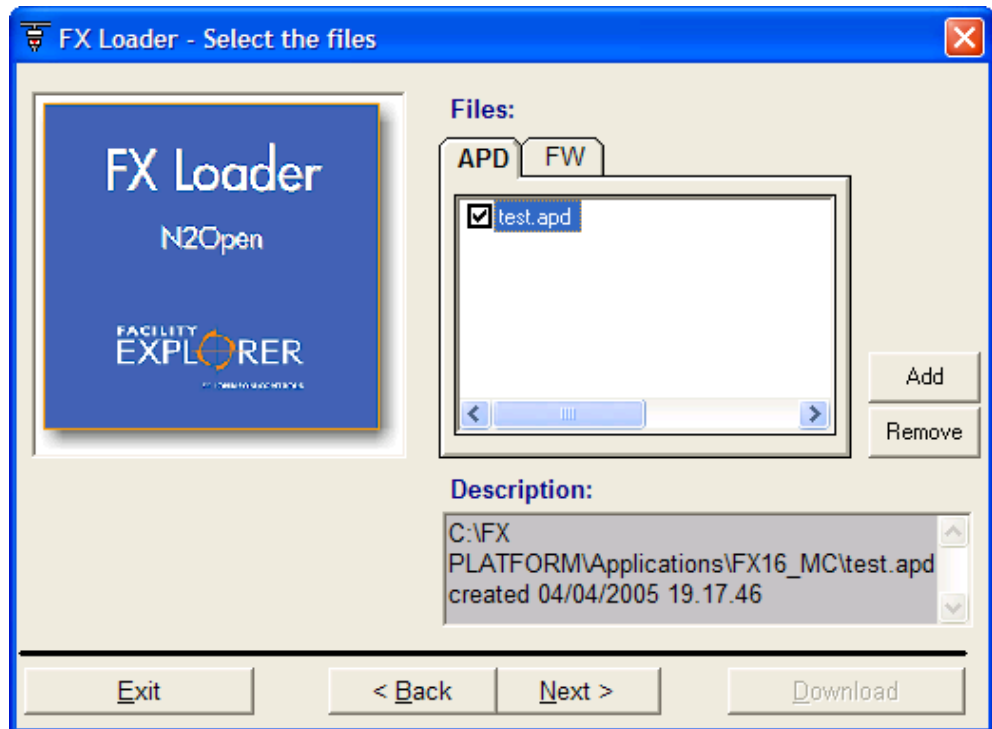 FX Loader - Select the files
FX Loader
N2Open
FACILITY
EXPLORER
Files:
APD
FW
test.apd
Add
Remove
Description:
C:\FX
PLATFORM\Applications\FX16_MC\test.apd
created 04/04/2005 19.17.46
Exit
< Back
Next >
Download